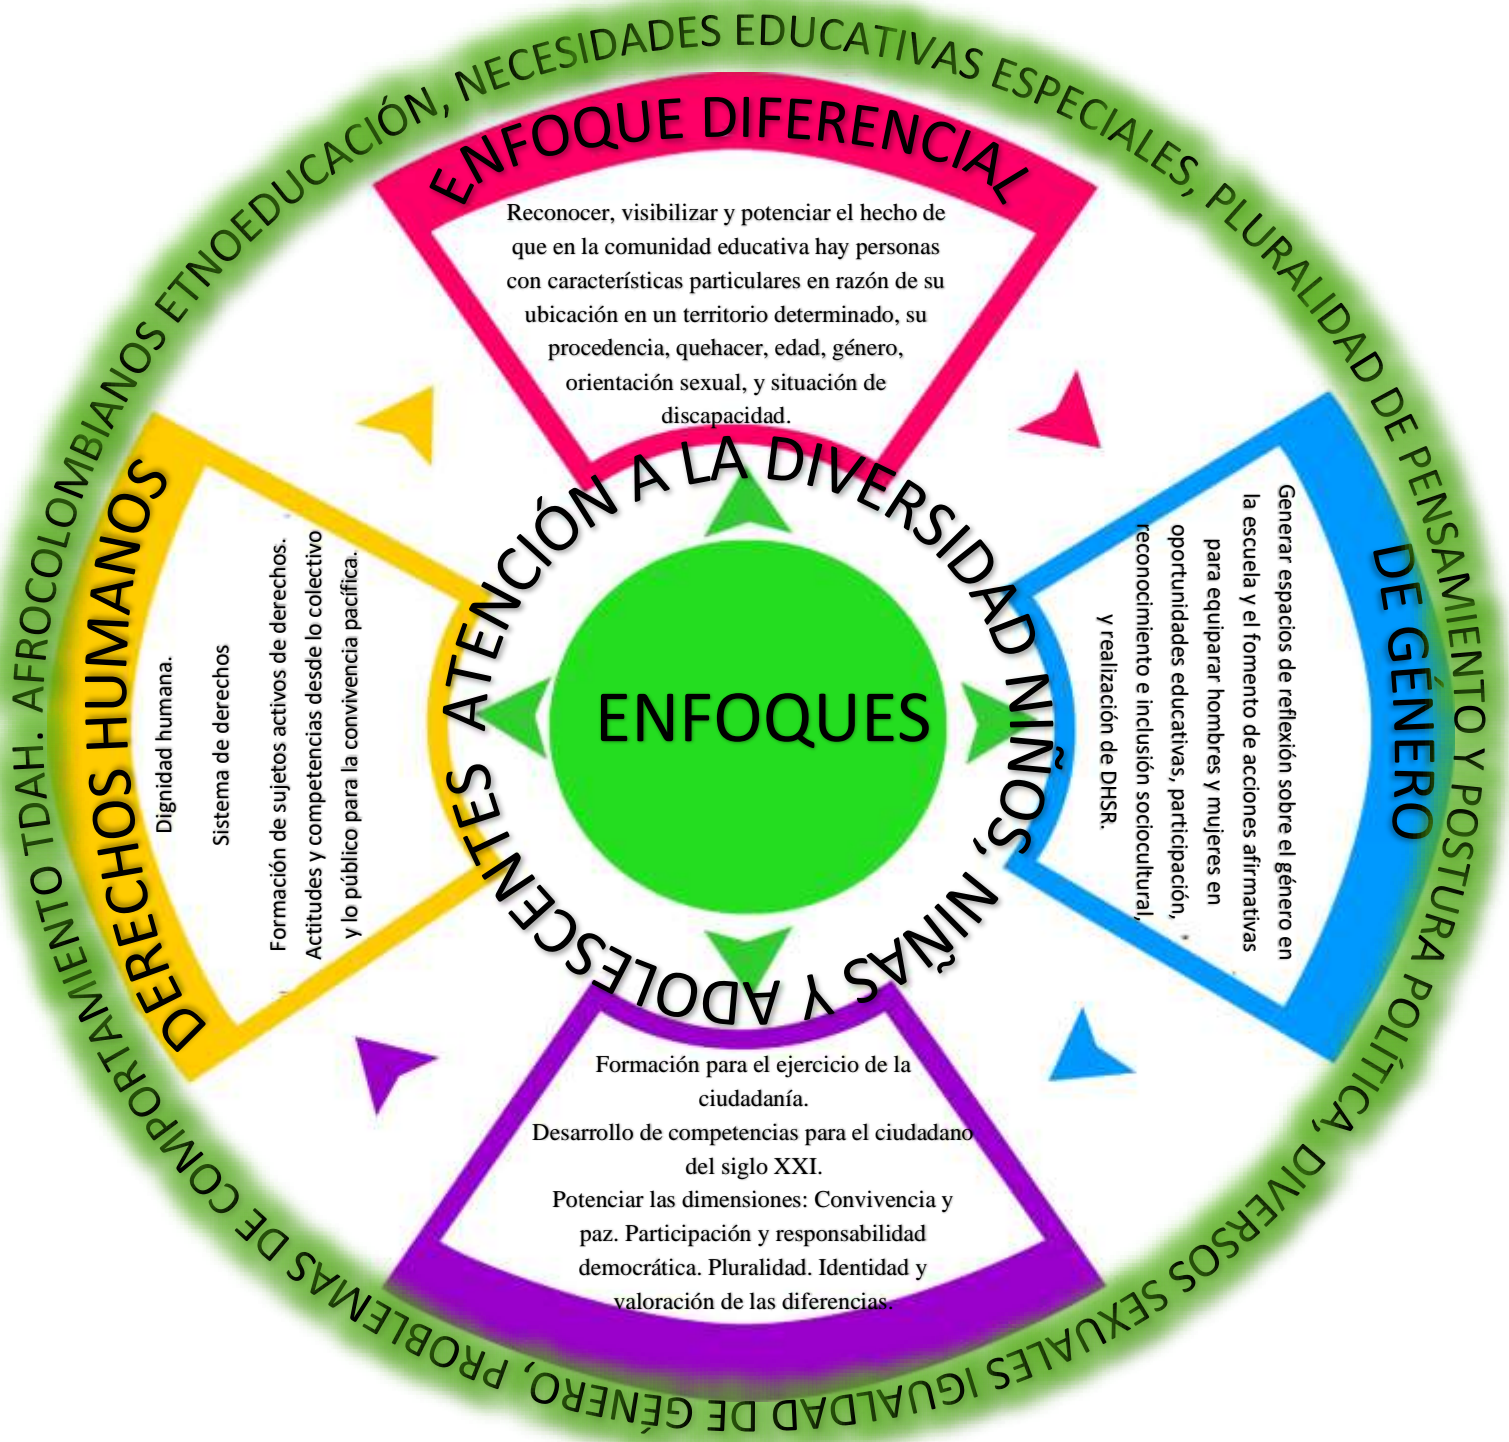 AFROCOLOMBIANOS ETNOEDUCACIÓN, NECESIDADES EDUCATIVAS ESPECIALES, PLURALIDAD DE PENSAMIENTO Y POSTURA POLÍTICA, DIVERSOS SEXUALES IGUALDAD DE GÉNERO, PROBLEMAS DE COMPORTAMIENTO TDAH.
ENFOQUE DIFERENCIAL
Reconocer, visibilizar y potenciar el hecho de
que en la comunidad educativa hay personas
con características particulares en razón de su
ubicación en un territorio determinado, su
procedencia, quehacer, edad, género,
orientación sexual, y situación de
discapacidad.
DE GÉNERO
Generar espacios de reflexión sobre el género en
la escuela y el fomento de acciones afirmativas
para equiparar hombres y mujeres en
oportunidades educativas, participación,
reconocimiento e inclusión sociocultural,
y realización de DHSR.
Formación para el ejercicio de la
ciudadanía.
Desarrollo de competencias para el ciudadano
del siglo XXI.
Potenciar las dimensiones: Convivencia y
paz. Participación y responsabilidad
democrática. Pluralidad. Identidad y
valoración de las diferencias.
DERECHOS HUMANOS
Dignidad humana.
Sistema de derechos
Formación de sujetos activos de derechos.
Actitudes y competencias desde lo colectivo
y lo público para la convivencia pacífica.
ATENCIÓN A LA DIVERSIDAD NIÑOS, NIÑAS Y ADOLESCENTES
ENFOQUES